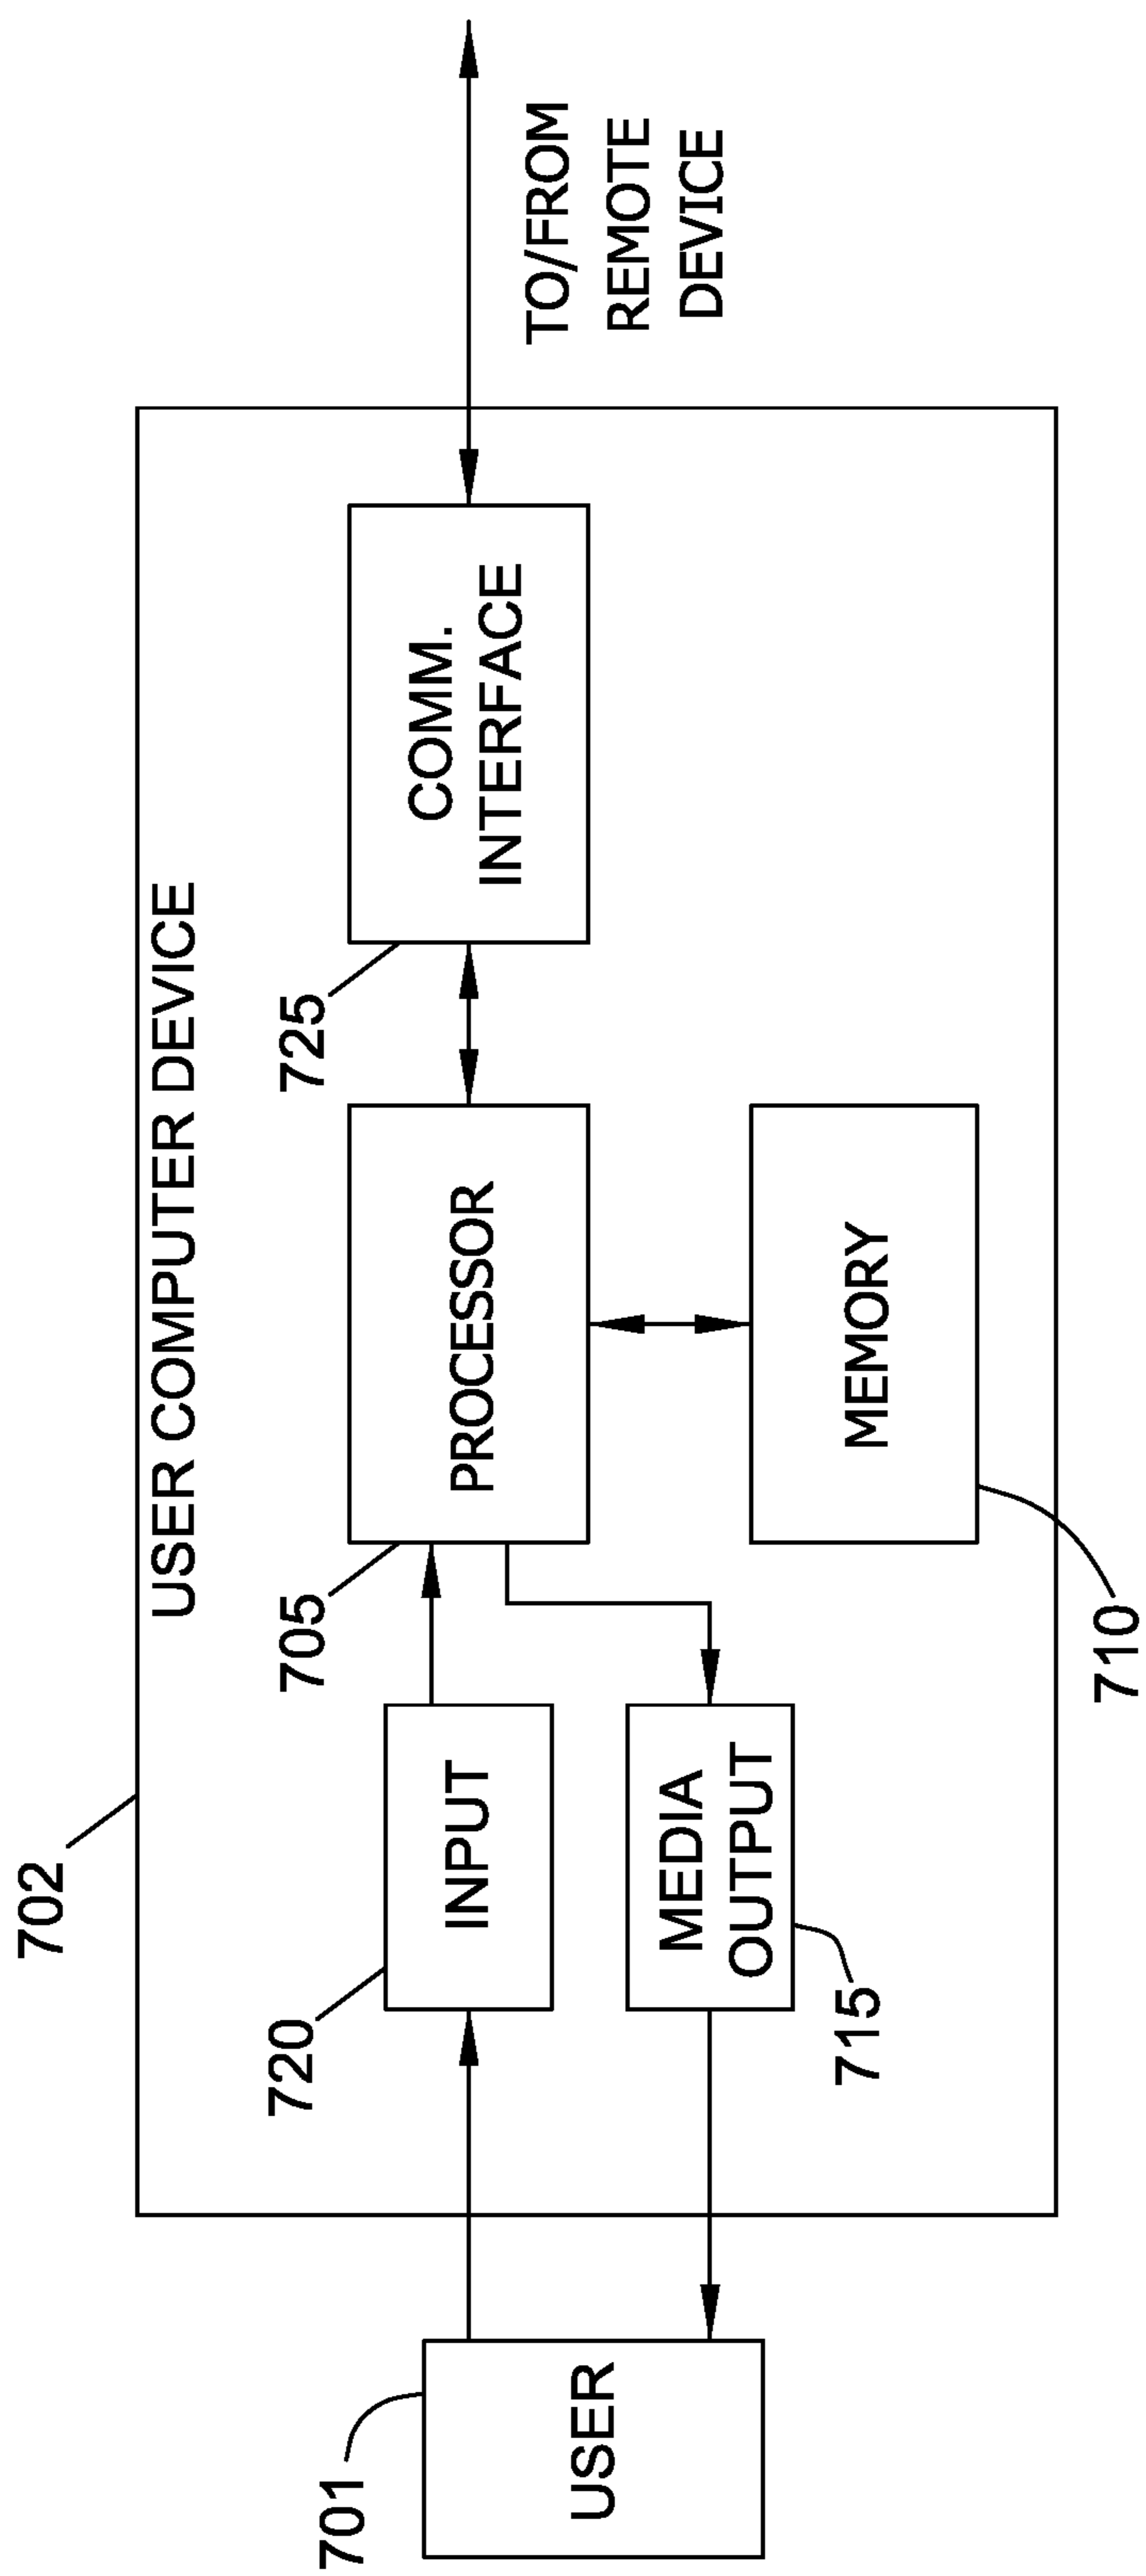 702
USER COMPUTER DEVICE
701
USER
720
INPUT
705
PROCESSOR
725
COMM.
INTERFACE
TO/FROM
REMOTE
DEVICE
MEDIA
OUTPUT
715
MEMORY
710